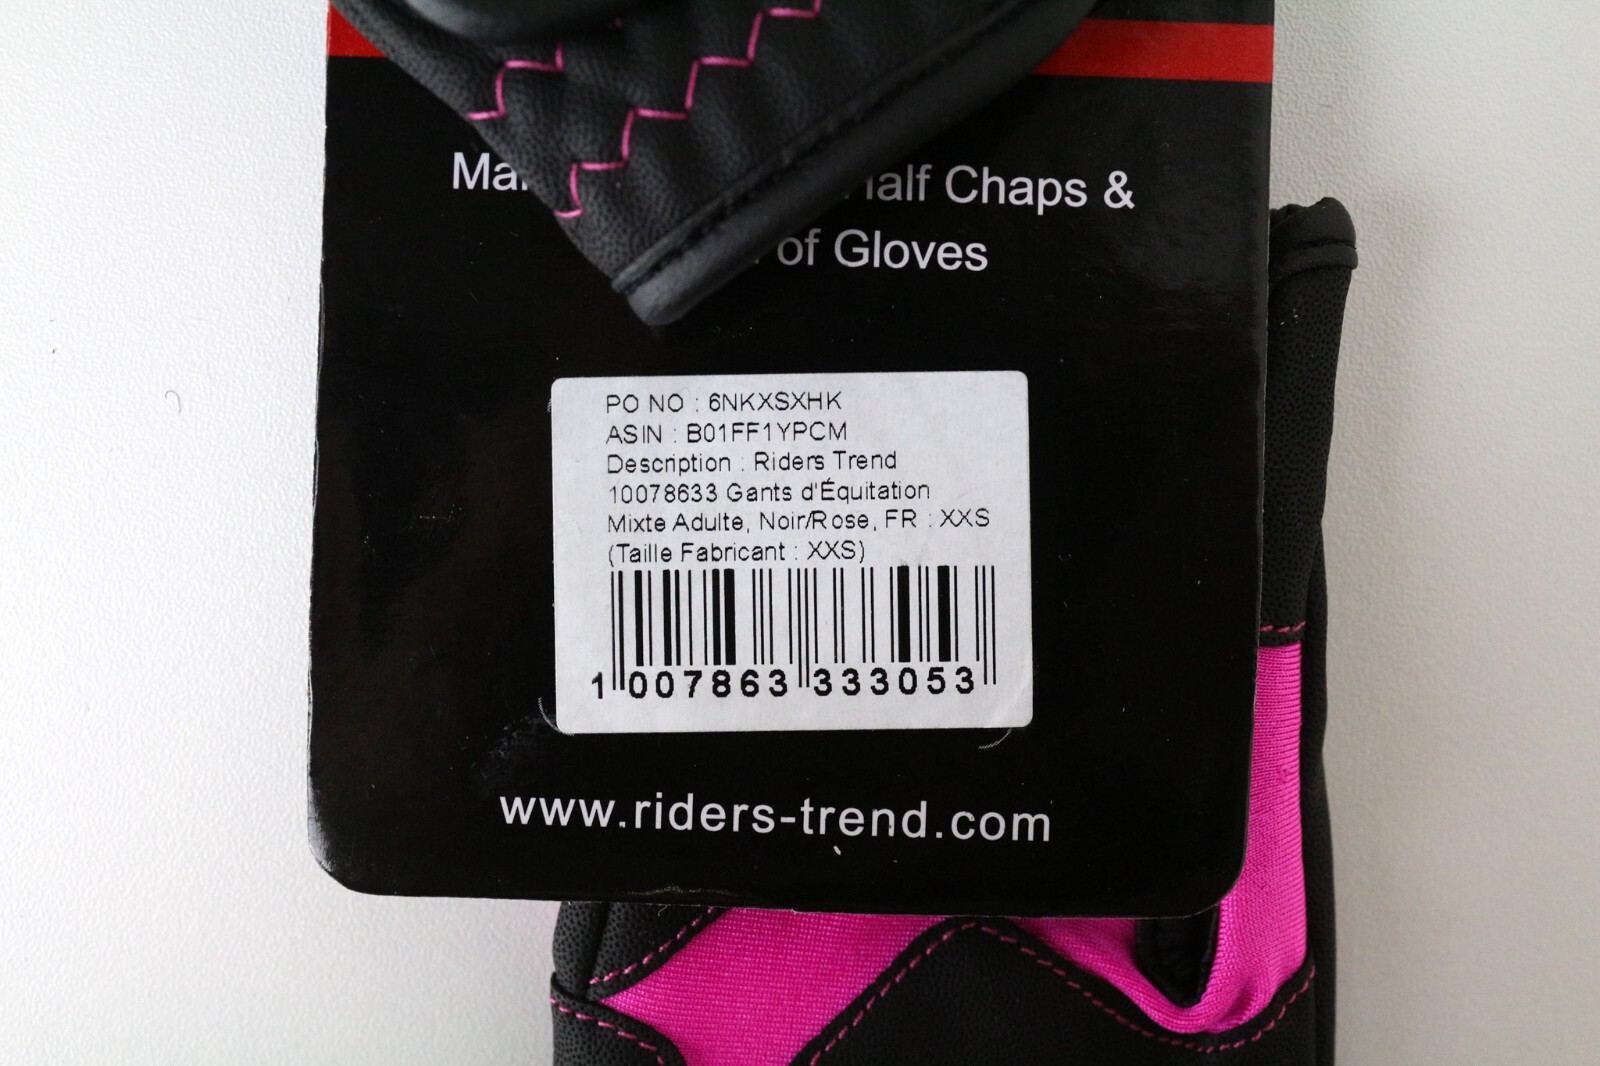 Half Chaps &
of Gloves
PO NO : 6NKXSXHK
ASIN : B01FF1YPCM
Description : Riders Trend
10078633 Gants d'Équitation
Mixte Adulte, Noir/Rose, FR : XXS
(Taille Fabricant : XXS)
1 007863 333053
www.riders-trend.com